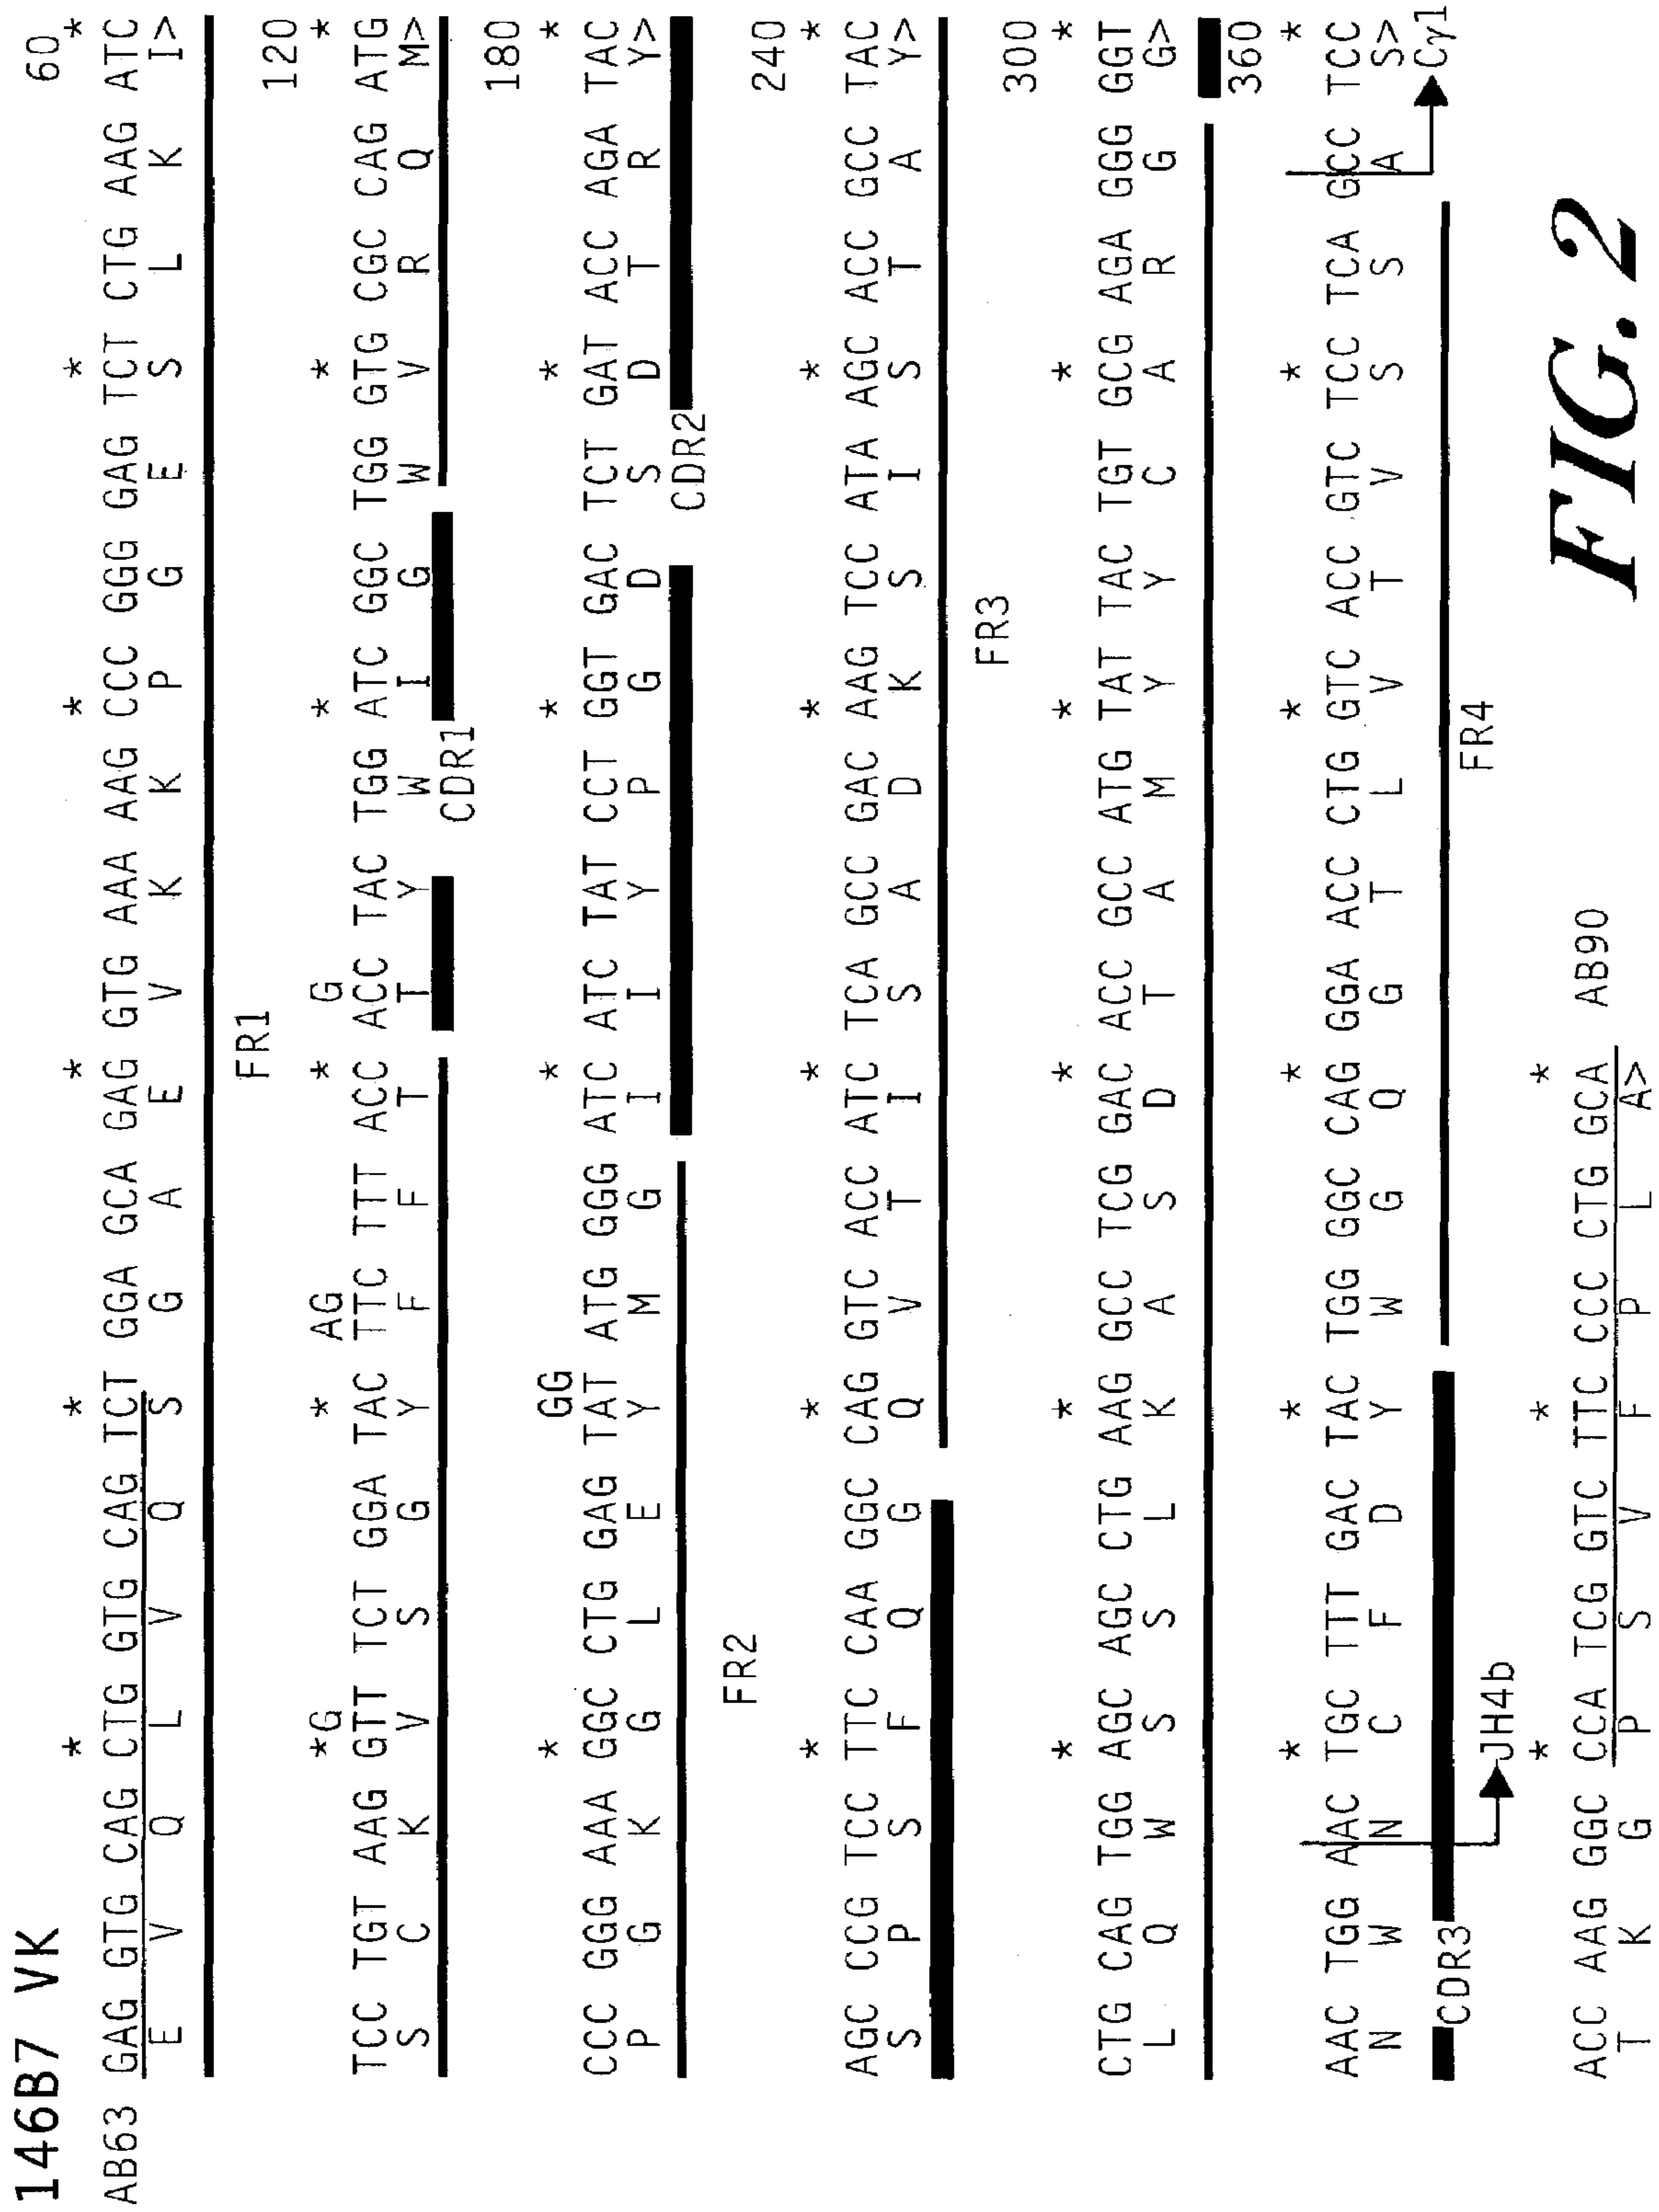 146B7 VK
60
* * * * * *
AB63 GAG GTG CAG CTG GTG GTG CAG TCT GGA GCA GAG GTG AAA AAG CCC GGG GAG TCT CTG AAG ATC
E V Q L V Q S G A E V K K P G E S L K I>
FR1
120
*G * AG * G * * *
TCC TGT AAG GTT TCT GGA TAC TTC TTT ACC ACC TAC TGG ATC GGC TGG GTG CGC CAG ATG
S C K V S G Y F F T T Y W I G W V R Q M>
CDR1
180
* GG * * * *
CCC GGG AAA GGC CTG GAG TAT ATG GGG ATC ATC TAT CCT GGT GAC TCT GAT ACC AGA TAC
P G K G L E Y M G I I Y P G D S D T R Y>
FR2 CDR2
240
* * * * * *
AGC CCG TCC TTC CAA GGC CAG GTC ACC ATC TCA GCC GAC AAG TCC ATA AGC ACC GCC TAC
S P S F Q G Q V T I S A D K S I S T A Y>
FR3
300
* * * * * *
CTG CAG TGG AGC AGC CTG AAG GCC TCG GAC ACC GCC ATG TAT TAC TGT GCG AGA GGG GGT
L Q W S S L K A S D T A M Y Y C A R G G>
360
* * * * * *
AAC TGG AAC TGC TTT GAC TAC TGG GGC CAG GGA ACC CTG GTC ACC GTC TCC TCA GCC TCC
N W N C F D Y W G Q G T L V T V S S A S>
CDR3 JH4b FR4 Cγ1
* * *
ACC AAG GGC CCA TCG GTC TTC CCC CTG GCA AB90
T K G P S V F P L A>
FIG. 2